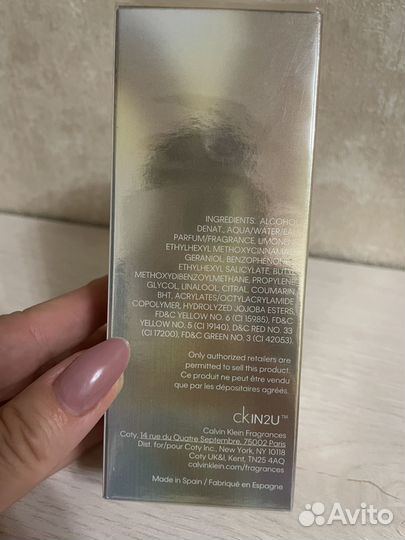 INGREDIENTS: ALCOHOL
DENAT., AQUA/WATER/EAU,
PARFUM/FRAGRANCE, LIMONENE,
ETHYLHEXYL METHOXYCINNAMATE,
GERANIOL, BENZOPHENONE-
ETHYLHEXYL SALICYLATE, BUTYL
METHOXYDIBENZOYLMETHANE, PROPYLENE
GLYCOL, LINALOOL, CITRAL, COUMARIN,
BHT, ACRYLATES/OCTYLACRYLAMIDE
COPOLYMER, HYDROLYZED JOJOBA ESTERS,
FD&C YELLOW NO. 6 (CI 15985), FD&C
YELLOW NO. 5 (CI 19140), D&C RED NO. 33
(CI 17200), FD&C GREEN NO. 3 (CI 42053).
Only authorized retailers are
permitted to sell this product.
Ce produit ne peut être vendu
que par les dépositaires agréés.
ckIN2U™
Calvin Klein Fragrances
Coty, 14 rue du Quatre Septembre, 75002 Paris
Dist. for/pour Coty Inc., New York, NY 10118
Coty UK&I, Kent, TN25 4AQ
calvinklein.com/fragrances
Made in Spain / Fabriqué en Espagne
Avito